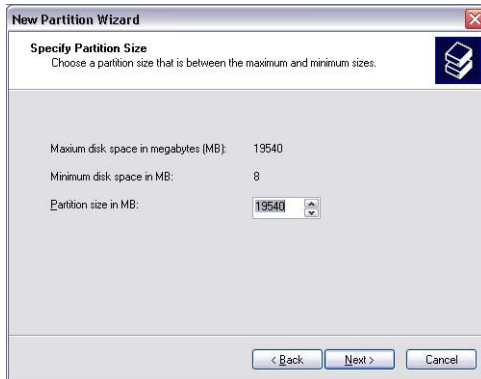 New Partition Wizard
Specify Partition Size
Choose a partition size that is between the maximum and minimum sizes.
Maxium disk space in megabytes (MB): 19540
Minimum disk space in MB: 8
Partition size in MB: 19540
< Back Next > Cancel